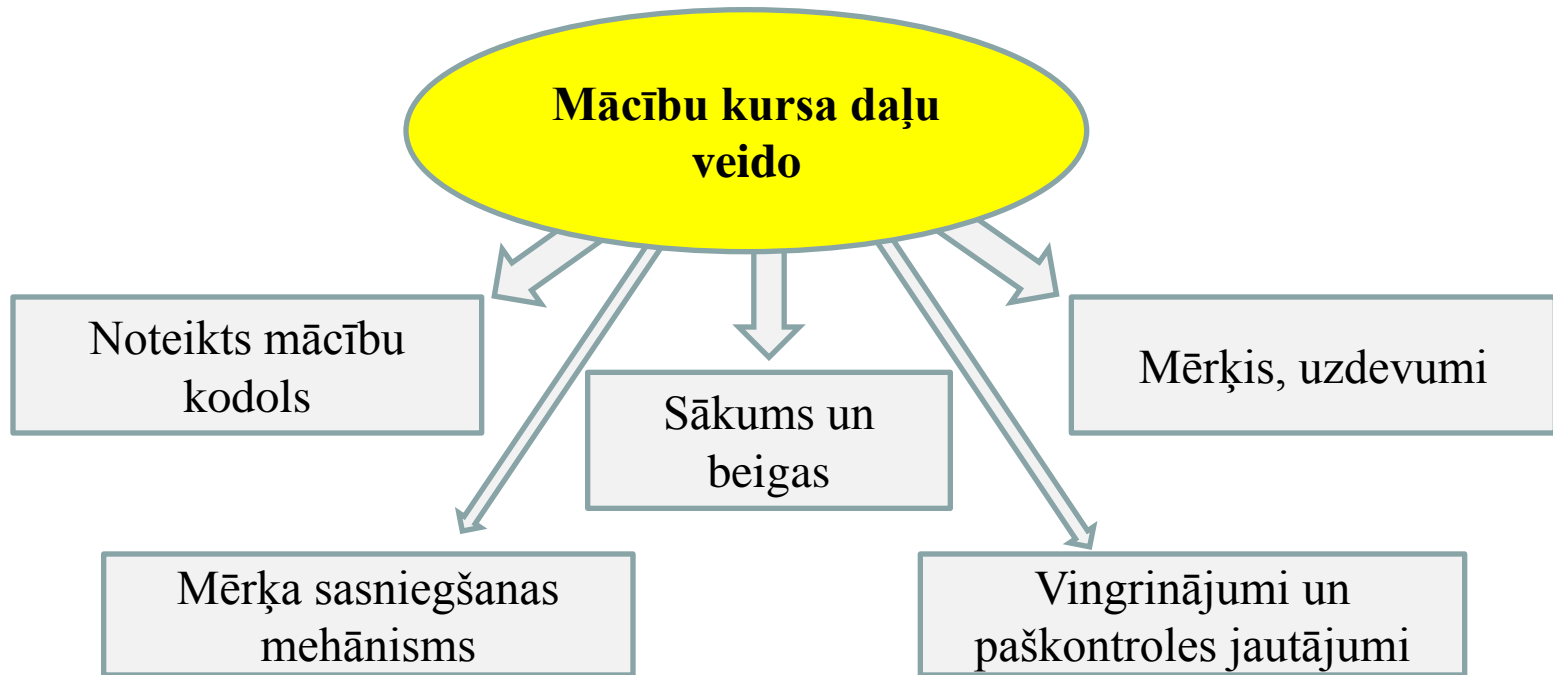 Mācību kursa daļu
veido
Noteikts mācību
kodols
Sākums un
beigas
Mērķis, uzdevumi
Mērķa sasniegšanas
mehānisms
Vingrinājumi un
paškontroles jautājumi